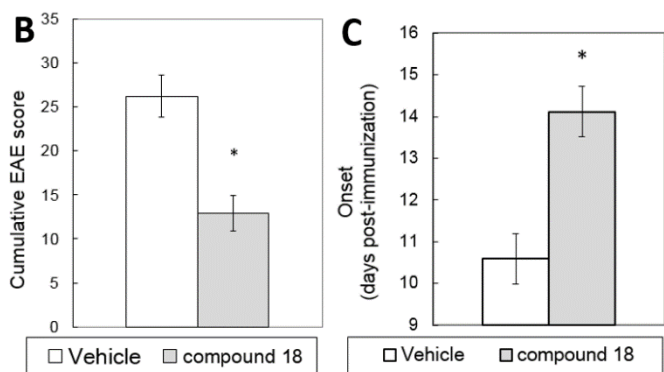 B
Cumulative EAE score
35
30
25
20
15
10
5
0
*
Vehicle compound 18
C
Onset
(days post-immunization)
16
15
14
13
12
11
10
9
*
Vehicle compound 18